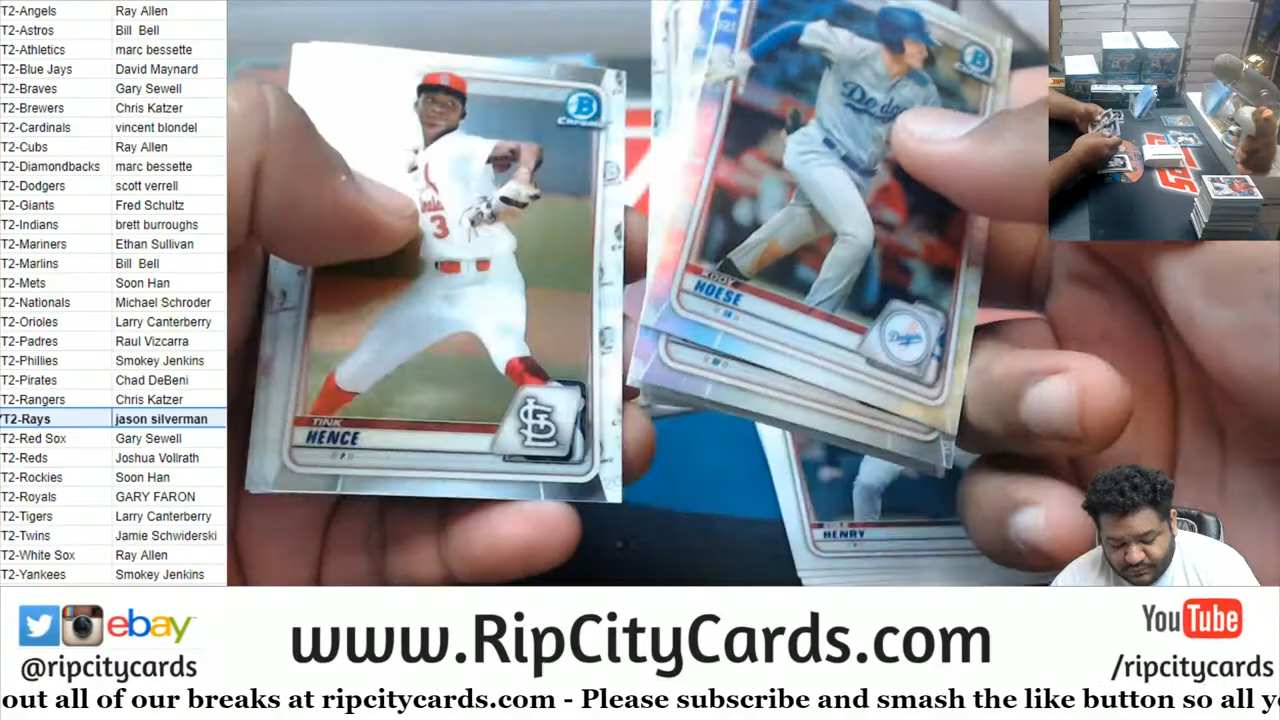 T2-Angels Ray Allen
T2-Astros Bill Bell
T2-Athletics marc bessette
T2-Blue Jays David Maynard
T2-Braves Gary Sewell
T2-Brewers Chris Katzer
T2-Cardinals vincent blondel
T2-Cubs Ray Allen
T2-Diamondbacks marc bessette
T2-Dodgers scott verrell
T2-Giants Fred Schultz
T2-Indians brett burroughs
T2-Mariners Ethan Sullivan
T2-Marlins Bill Bell
T2-Mets Soon Han
T2-Nationals Michael Schroder
T2-Orioles Larry Canterberry
T2-Padres Raul Vizcarra
T2-Phillies Smokey Jenkins
T2-Pirates Chad DeBeni
T2-Rangers Chris Katzer
T2-Rays jason silverman
T2-Red Sox Gary Sewell
T2-Reds Joshua Vollrath
T2-Rockies Soon Han
T2-Royals GARY FARON
T2-Tigers Larry Canterberry
T2-Twins Jamie Schwiderski
T2-White Sox Ray Allen
T2-Yankees Smokey Jenkins
B
3
TINK
HENCE
STL
B
Dodge
KODY
HOESE
Dodgers
HENRY
ebay
@ripcitycards
www.RipCityCards.com
YouTube
/ripcitycards
out all of our breaks at ripcitycards.com - Please subscribe and smash the like button so all